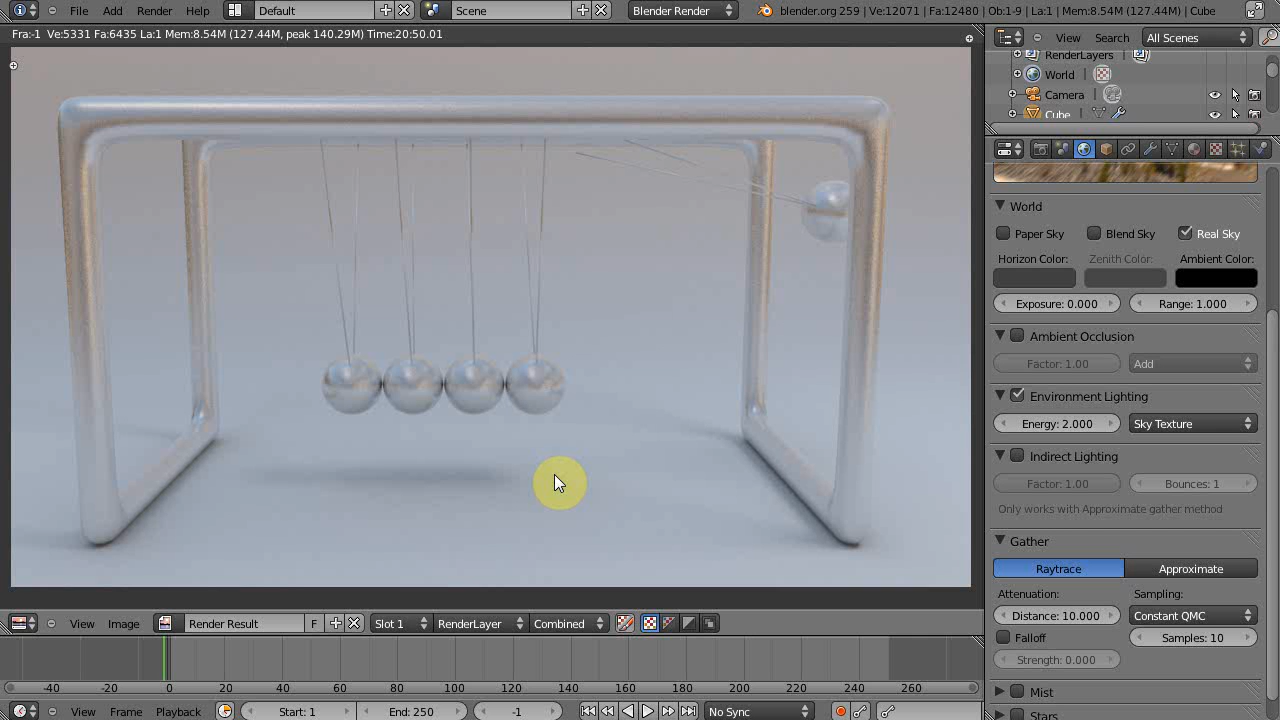 File Add Render Help Default Scene Blender Render blender.org 259 | Ve:12071 | Fa:12480 | Ob:1-9 | La:1 | Mem:8.54M (127.44M) | Cube
Fra:-1 Ve:5331 Fa:6435 La:1 Mem:8.54M (127.44M, peak 140.29M) Time:20:50.01
View Search All Scenes
RenderLayers
World
Camera
Cube
World
Paper Sky Blend Sky Real Sky
Horizon Color: Zenith Color: Ambient Color:
Exposure: 0.000 Range: 1.000
Ambient Occlusion
Factor: 1.00 Add
Environment Lighting
Energy: 2.000 Sky Texture
Indirect Lighting
Factor: 1.00 Bounces: 1
Only works with Approximate gather method
Gather
Raytrace Approximate
Attenuation: Sampling:
Distance: 10.000 Constant QMC
Falloff Samples: 10
Strength: 0.000
Mist
Stars
View Image Render Result F Slot 1 RenderLayer Combined
-40 -20 0 20 40 60 80 100 120 140 160 180 200 220 240 260
View Frame Playback Start: 1 End: 250 -1 No Sync